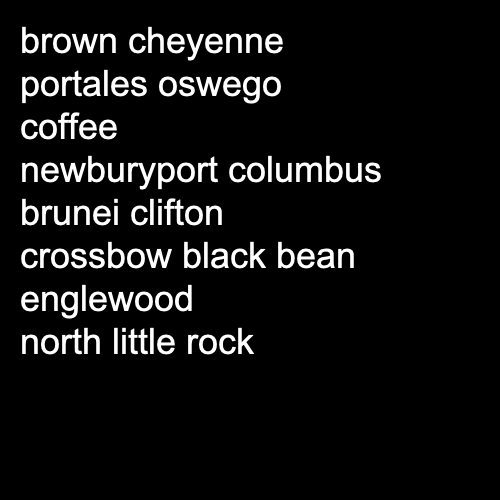 brown cheyenne
portales oswego
coffee
newburyport columbus
brunei clifton
crossbow black bean
englewood
north little rock